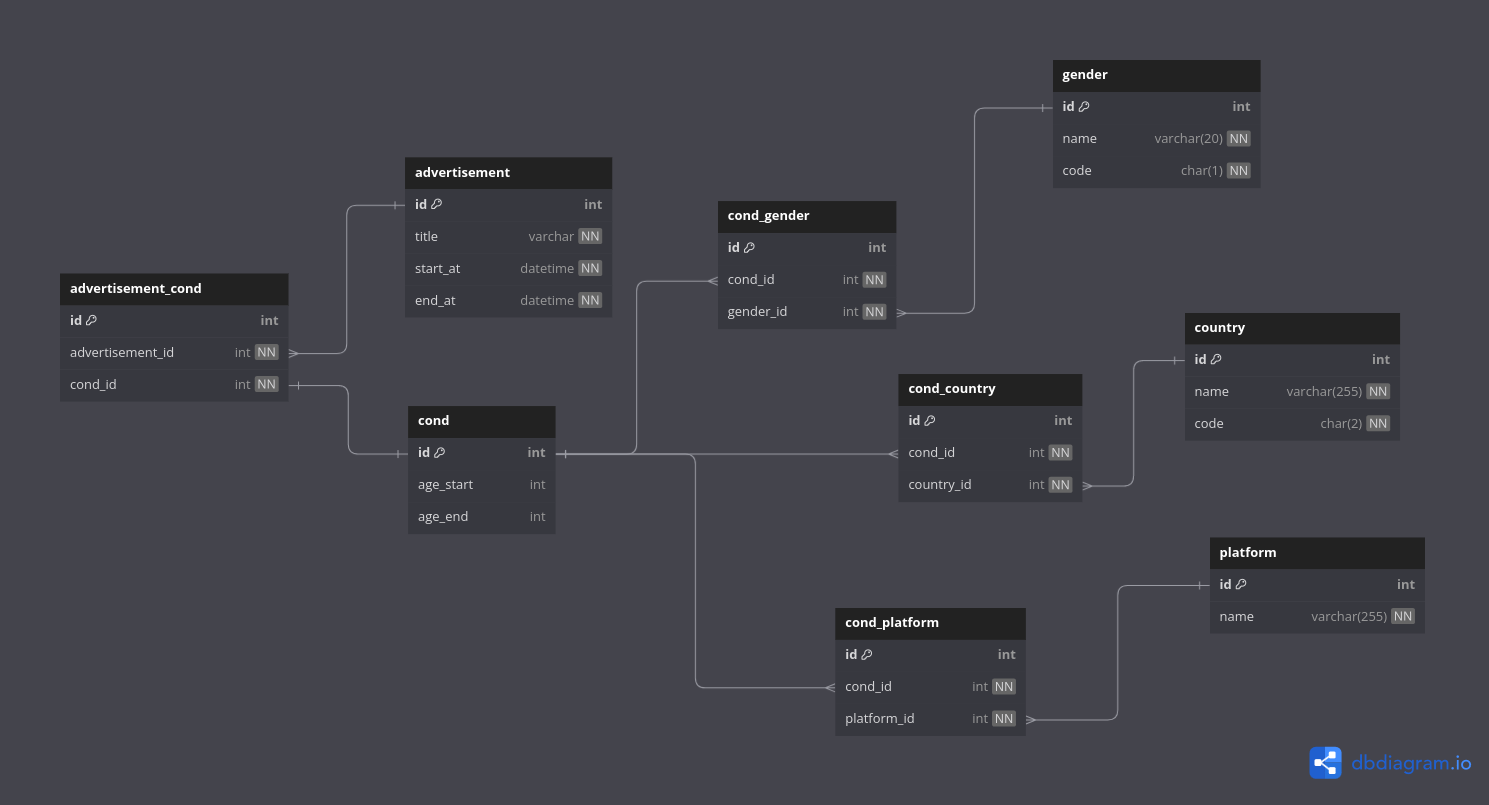 gender
id int
name varchar(20) NN
code char(1) NN
advertisement
id int
title varchar NN
start_at datetime NN
end_at datetime NN
cond_gender
id int
cond_id int NN
gender_id int NN
advertisement_cond
id int
advertisement_id int NN
cond_id int NN
country
id int
name varchar(255) NN
code char(2) NN
cond_country
id int
cond_id int NN
country_id int NN
cond
id int
age_start int
age_end int
platform
id int
name varchar(255) NN
cond_platform
id int
cond_id int NN
platform_id int NN
dbdiagram.io